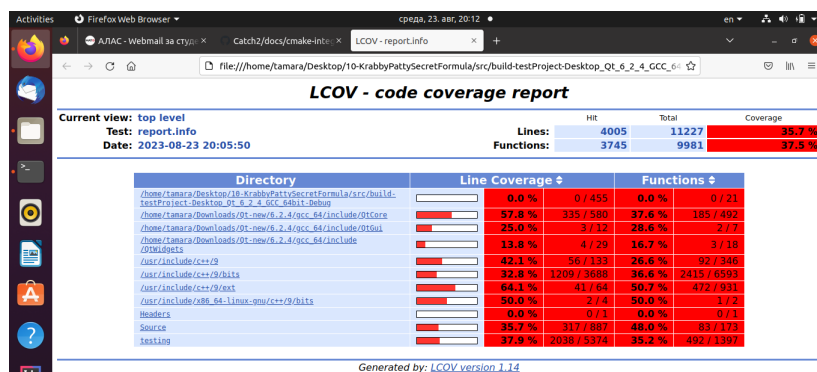 Activities Firefox Web Browser среда, 23. авг, 20:12 en
АЛАС - Webmail за студе Catch2/docs/cmake-integ LCOV - report.info
file:///home/tamara/Desktop/10-KrabbyPattySecretFormula/src/build-testProject-Desktop_Qt_6_2_4_GCC_64
LCOV - code coverage report
Current view: top level Hit Total Coverage
Test: report.info Lines: 4005 11227 35.7 %
Date: 2023-08-23 20:05:50 Functions: 3745 9981 37.5 %
Directory Line Coverage Functions
/home/tamara/Desktop/10-KrabbyPattySecretFormula/src/build-
testProject-Desktop_Qt_6_2_4_GCC_64bit-Debug 0.0 % 0 / 455 0.0 % 0 / 21
/home/tamara/Downloads/Qt-new/6.2.4/gcc_64/include/QtCore 57.8 % 335 / 580 37.6 % 185 / 492
/home/tamara/Downloads/Qt-new/6.2.4/gcc_64/include/QtGui 25.0 % 3 / 12 28.6 % 2 / 7
/home/tamara/Downloads/Qt-new/6.2.4/gcc_64/include
/QtWidgets 13.8 % 4 / 29 16.7 % 3 / 18
/usr/include/c++/9 42.1 % 56 / 133 26.6 % 92 / 346
/usr/include/c++/9/bits 32.8 % 1209 / 3688 36.6 % 2415 / 6593
/usr/include/c++/9/ext 64.1 % 41 / 64 50.7 % 472 / 931
/usr/include/x86_64-linux-gnu/c++/9/bits 50.0 % 2 / 4 50.0 % 1 / 2
Headers 0.0 % 0 / 1 0.0 % 0 / 1
Source 35.7 % 317 / 887 48.0 % 83 / 173
testing 37.9 % 2038 / 5374 35.2 % 492 / 1397
Generated by: LCOV version 1.14